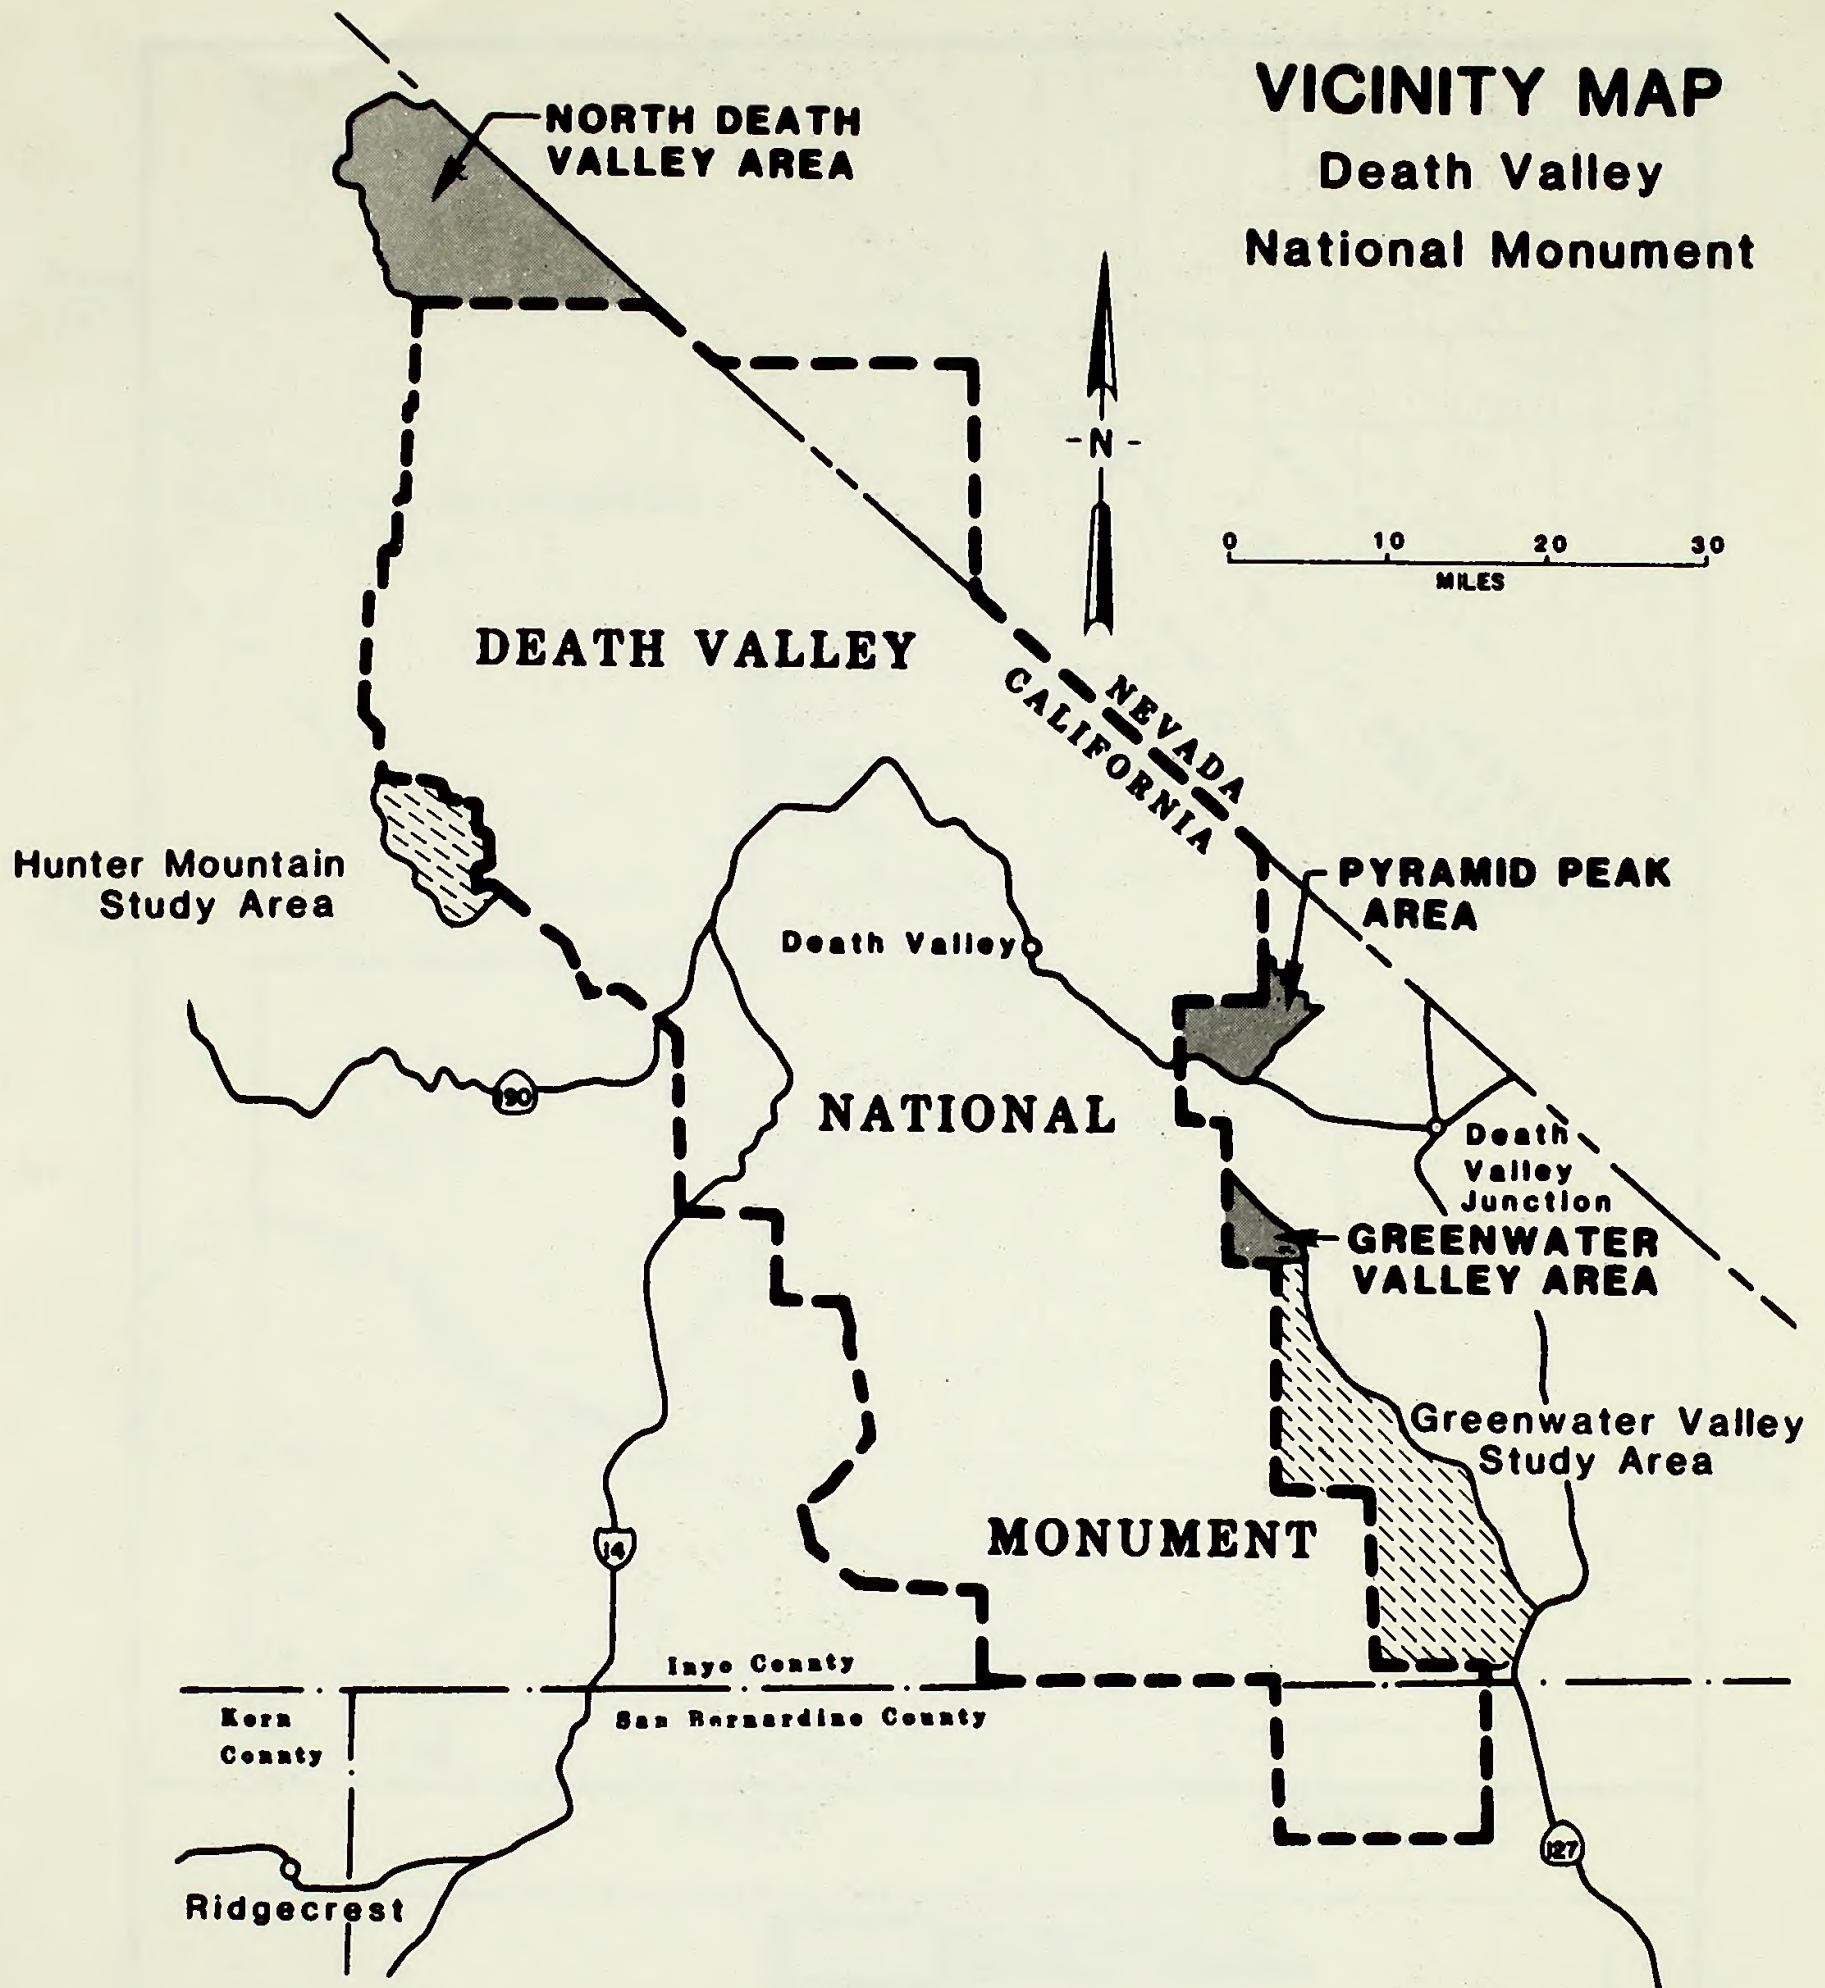 VICINITY MAP
Death Valley
National Monument
NORTH DEATH
VALLEY AREA
-N-
0 10 20 30
MILES
DEATH VALLEY
NEVADA
CALIFORNIA
Hunter Mountain
Study Area
PYRAMID PEAK
AREA
Death Valley
190
NATIONAL
Death
Valley
Junction
GREENWATER
VALLEY AREA
Greenwater Valley
Study Area
MONUMENT
14
Inyo County
Kern
County
San Bernardino County
127
Ridgecrest